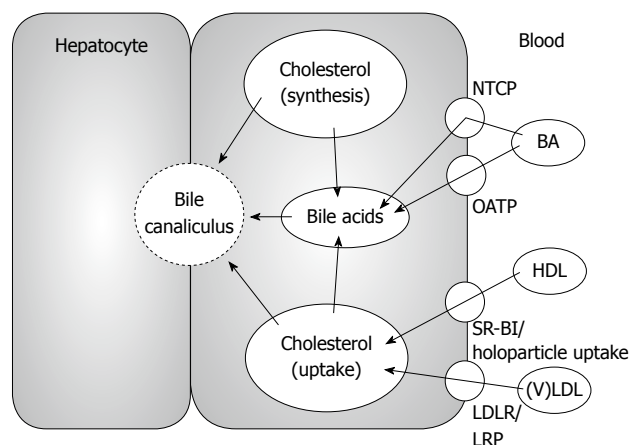 Hepatocyte
Blood
Cholesterol
(synthesis)
NTCP
BA
OATP
Bile
canaliculus
Bile acids
HDL
SR-BI/
holoparticle uptake
Cholesterol
(uptake)
(V)LDL
LDLR/
LRP